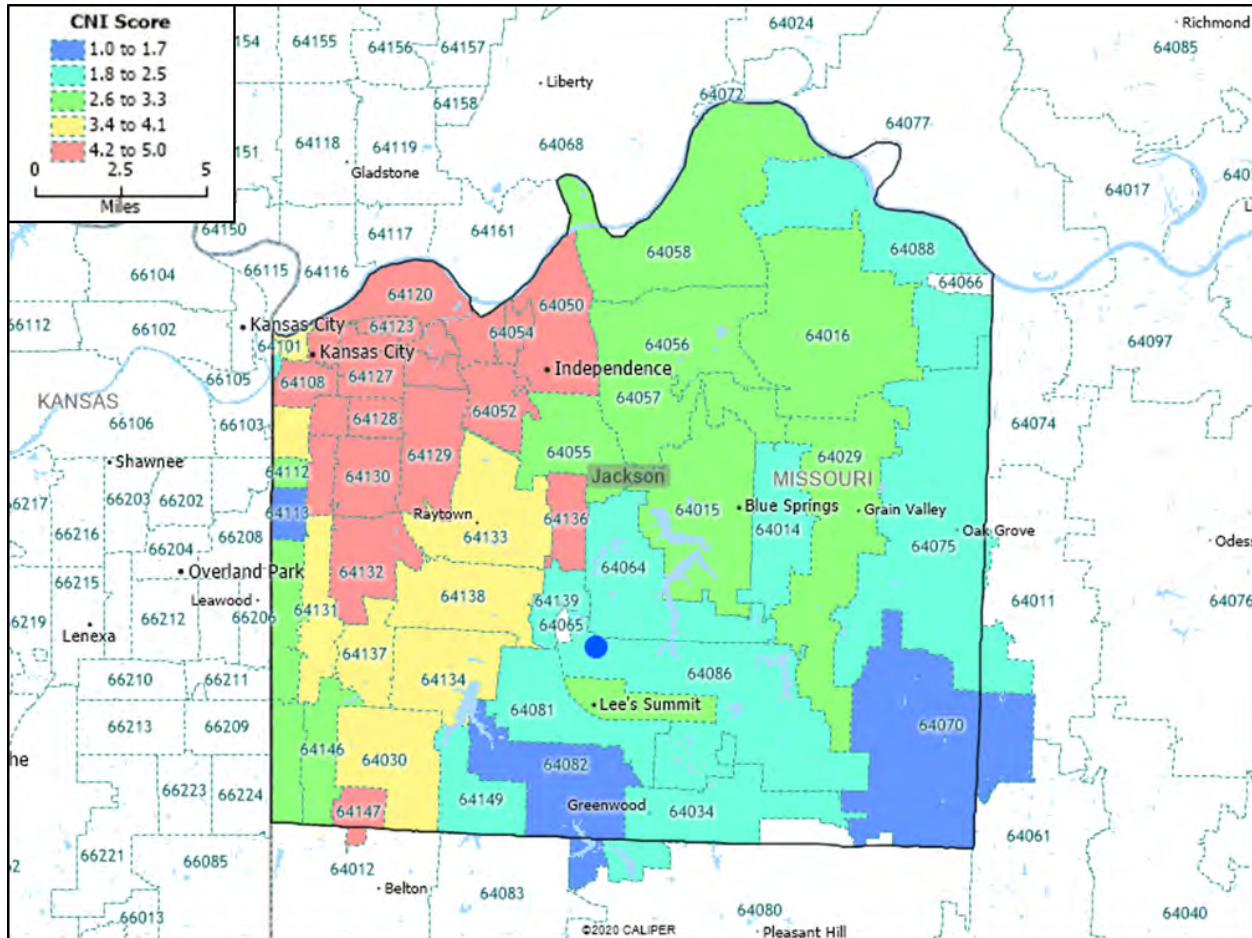 CNI Score
1.0 to 1.7
1.8 to 2.5
2.6 to 3.3
3.4 to 4.1
4.2 to 5.0
0 2.5 5
Miles
154 64155 64156 64157
64024
Richmond
64085
Liberty
64158
64072
64077
151
64118 64119
64068
Gladstone
64017
64150
64117 64161
64058
64088
66104 66115 64116
64120
64050
64066
66112 66102
Kansas City
64123 64054
64056
64016
64097
64101
Kansas City
66105
64108 64127
Independence
KANSAS
64128 64052
64057
66106 66103
64074
Shawnee
64112
64129
64055
64029
66217 66203 66202
64130
Jackson
MISSOURI
64113
Raytown
64133
64136
64015
Blue Springs
64014
Grain Valley
66216
66208
64075
Oak Grove
Odess
66204
Overland Park
64132
64064
66215
Leawood
64131
64138
64139
64011
64076
66219
Lenexa
66212 66206
64065
66210 66211
64137
64134
64086
66213 66209
64081
Lee's Summit
64070
he
64146
64030
64082
66223 66224
64149
Greenwood
64034
64147
66221 66085
64061
64012
Belton
64083
64080
64040
66013
©2020 CALIPER
Pleasant Hill